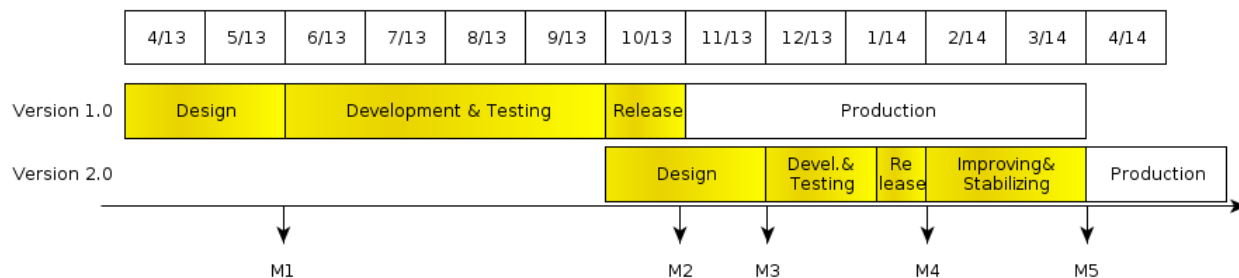 4/13 5/13 6/13 7/13 8/13 9/13 10/13 11/13 12/13 1/14 2/14 3/14 4/14
Version 1.0 Design Development & Testing Release Production
Version 2.0 Design Devel.& Testing Re lease Improving& Stabilizing Production
M1 M2 M3 M4 M5